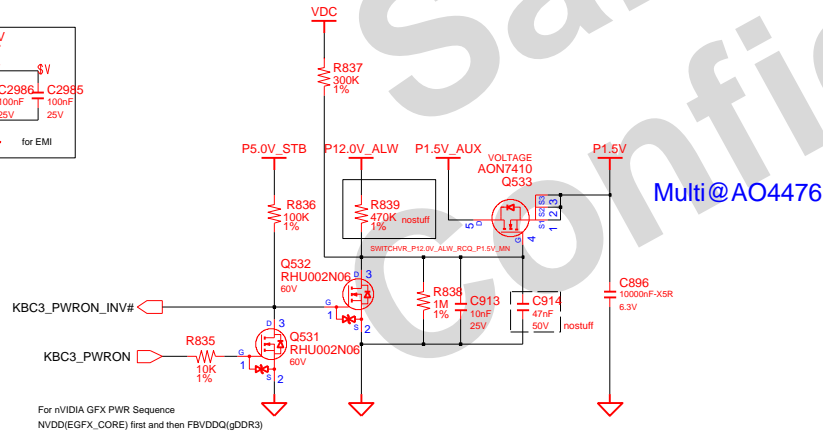 VDC
V
$V
C2986
100nF
25V
C2985
100nF
25V
for EMI
R837
300K
1%
P5.0V_STB
P12.0V_ALW
P1.5V_AUX
VOLTAGE
AON7410
Q533
P1.5V
Multi@AO4476
R836
100K
1%
R839
470K
1%
nostuff
5
D
G
4
S3
S2
S1
3
2
1
SWITCHVR_P12.0V_ALW_RCQ_P1.5V_MN
Q532
RHU002N06
60V
D
3
G
1
S
2
R838
1M
1%
C913
10nF
25V
C914
47nF
50V
nostuff
C896
10000nF-X5R
6.3V
KBC3_PWRON_INV#
KBC3_PWRON
R835
10K
1%
D
3
Q531
RHU002N06
60V
G
1
S
2
For nVIDIA GFX PWR Sequence
NVDD(EGFX_CORE) first and then FBVDDQ(gDDR3)